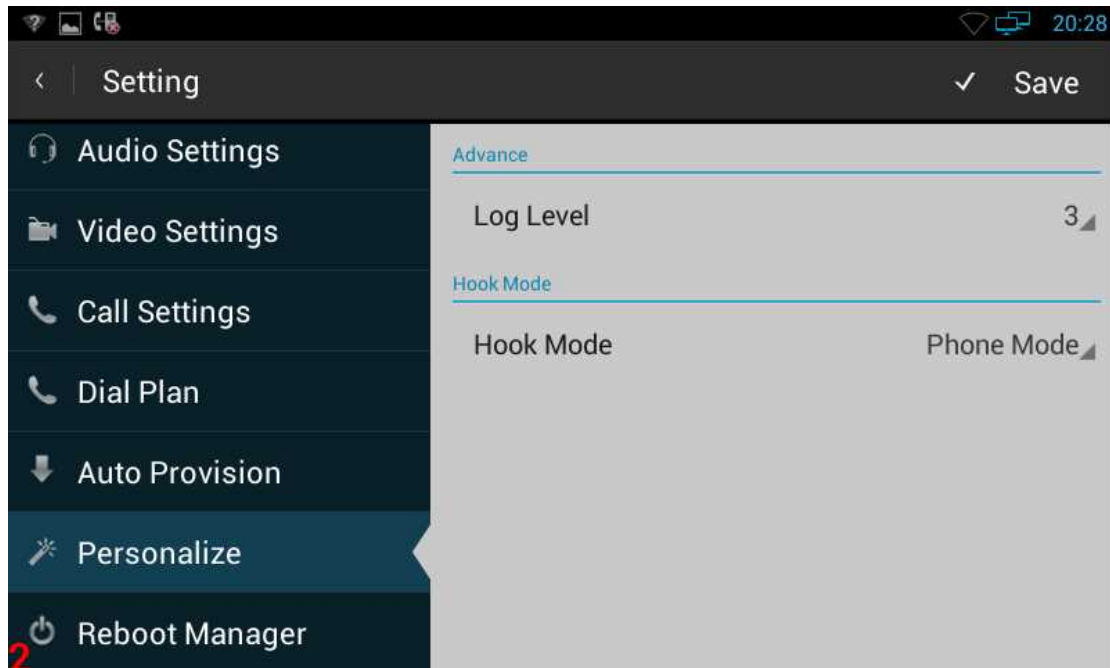 20:28
Setting
Save
Audio Settings
Video Settings
Call Settings
Dial Plan
Auto Provision
Personalize
Reboot Manager
2
Advance
Log Level 3
Hook Mode
Hook Mode Phone Mode